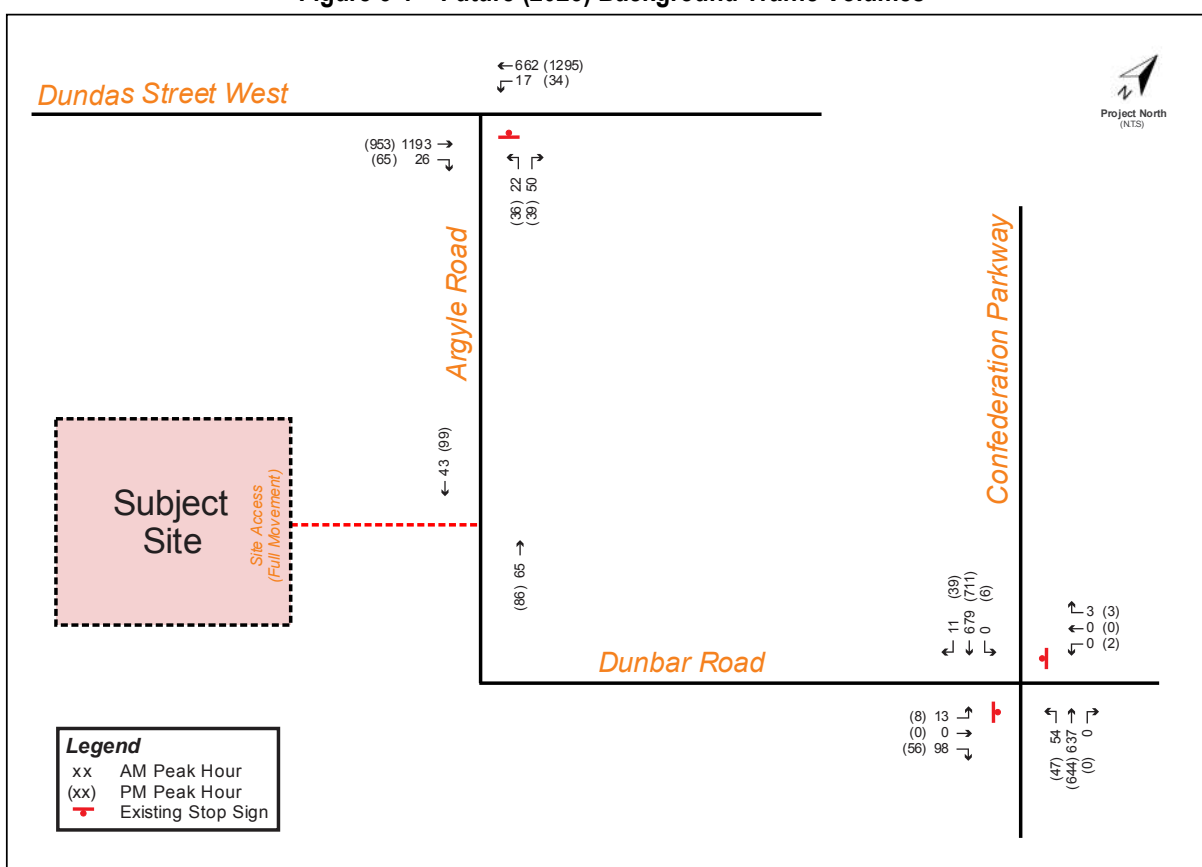 Dundas Street West
←662 (1295)
17 (34)
Project North
(N.T.S)
N
(953) 1193 →
(65) 26
(36) 22
(39) 50
Argyle Road
Confederation Parkway
← 43 (99)
Subject
Site
Site Access
(Full Movement)
(86) 65 →
11 (39)
679 (711)
0 (6)
3 (3)
←0 (0)
0 (2)
Dunbar Road
(8) 13
(0) 0 →
(56) 98
(47) 54
(644) 637
(0) 0
Legend
xx AM Peak Hour
(xx) PM Peak Hour
Existing Stop Sign